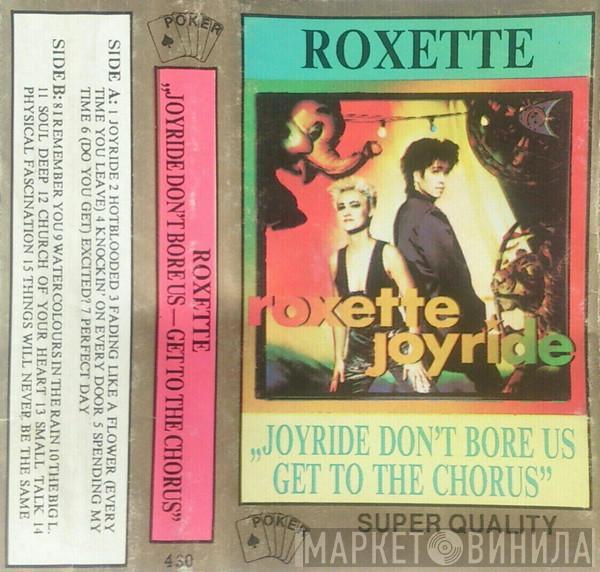 POKER
SIDE A: 1 JOYRIDE 2 HOTBLOODED 3 FADING LIKE A FLOWER (EVERY
TIME YOU LEAVE) 4 KNOCKIN' ON EVERY DOOR 5 SPENDING MY
TIME 6 (DO YOU GET) EXCITED? 7 PERFECT DAY
SIDE B: 8 I REMEMBER YOU 9 WATERCOLOURS IN THE RAIN 10 THE BIG L.
11 SOUL DEEP 12 CHURCH OF YOUR HEART 13 SMALL TALK 14
PHYSICAL FASCINATION 15 THINGS WILL NEVER BE THE SAME
ROXETTE
„JOYRIDE DON'T BORE US — GET TO THE CHORUS”
430
ROXETTE
roxette
joyride
„JOYRIDE DON'T BORE US
GET TO THE CHORUS”
POKER
SUPER QUALITY
МАРКЕТ ВИНИЛА